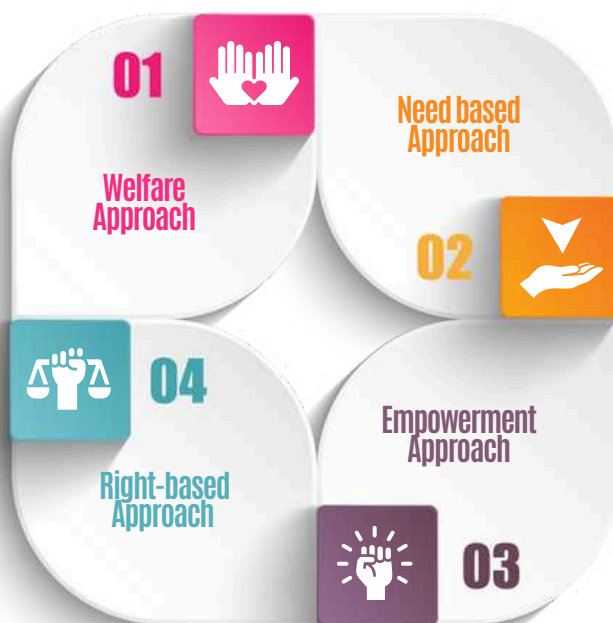 01
Welfare
Approach
Need based
Approach
02
Empowerment
Approach
03
04
Right-based
Approach